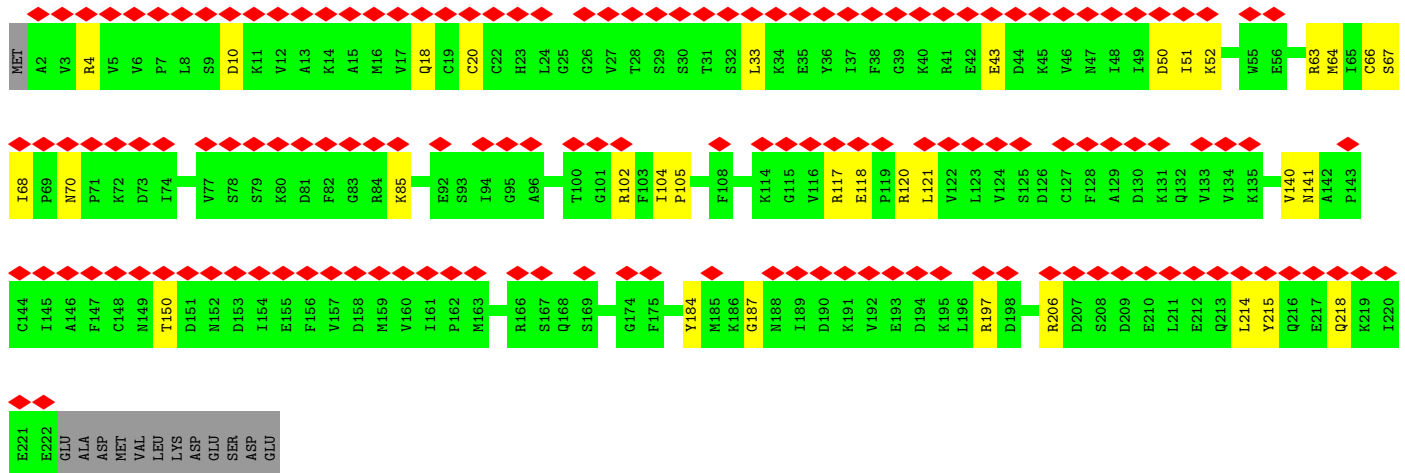 MET A2 V3 R4 V5 V6 P7 L8 S9 D10 K11 V12 A13 K14 A15 M16 V17 Q18 C19 C20 C22 H23 L24 G25 G26 V27 T28 S29 S30 T31 S32 L33 K34 E35 Y36 I37 F38 G39 K40 R41 E42 E43 D44 K45 V46 N47 I48 I49 D50 I51 K52 W55 E56 R63 M64 I65 C66 S67
I68 P69 N70 P71 K72 D73 I74 V77 S78 S79 K80 D81 F82 G83 R84 K85 E92 S93 I94 G95 A96 T100 G101 R102 F103 I104 P105 F108 K114 G115 V116 R117 E118 P119 R120 L121 V122 L123 V124 S125 D126 C127 F128 A129 D130 K131 Q132 V133 V134 K135 V140 N141 A142 P143
C144 I145 A146 F147 C148 N149 T150 D151 N152 D153 I154 E155 F156 V157 D158 M159 V160 I161 P162 M163 R166 S167 Q168 S169 G174 F175 Y184 M185 K186 G187 N188 I189 D190 K191 V192 E193 D194 K195 L196 R197 D198 R206 D207 S208 D209 E210 L211 E212 Q213 L214 Y215 Q216 E217 Q218 K219 I220
E221 E222 GLU ALA ASP MET VAL LEU LYS ASP GLU SER ASP GLU